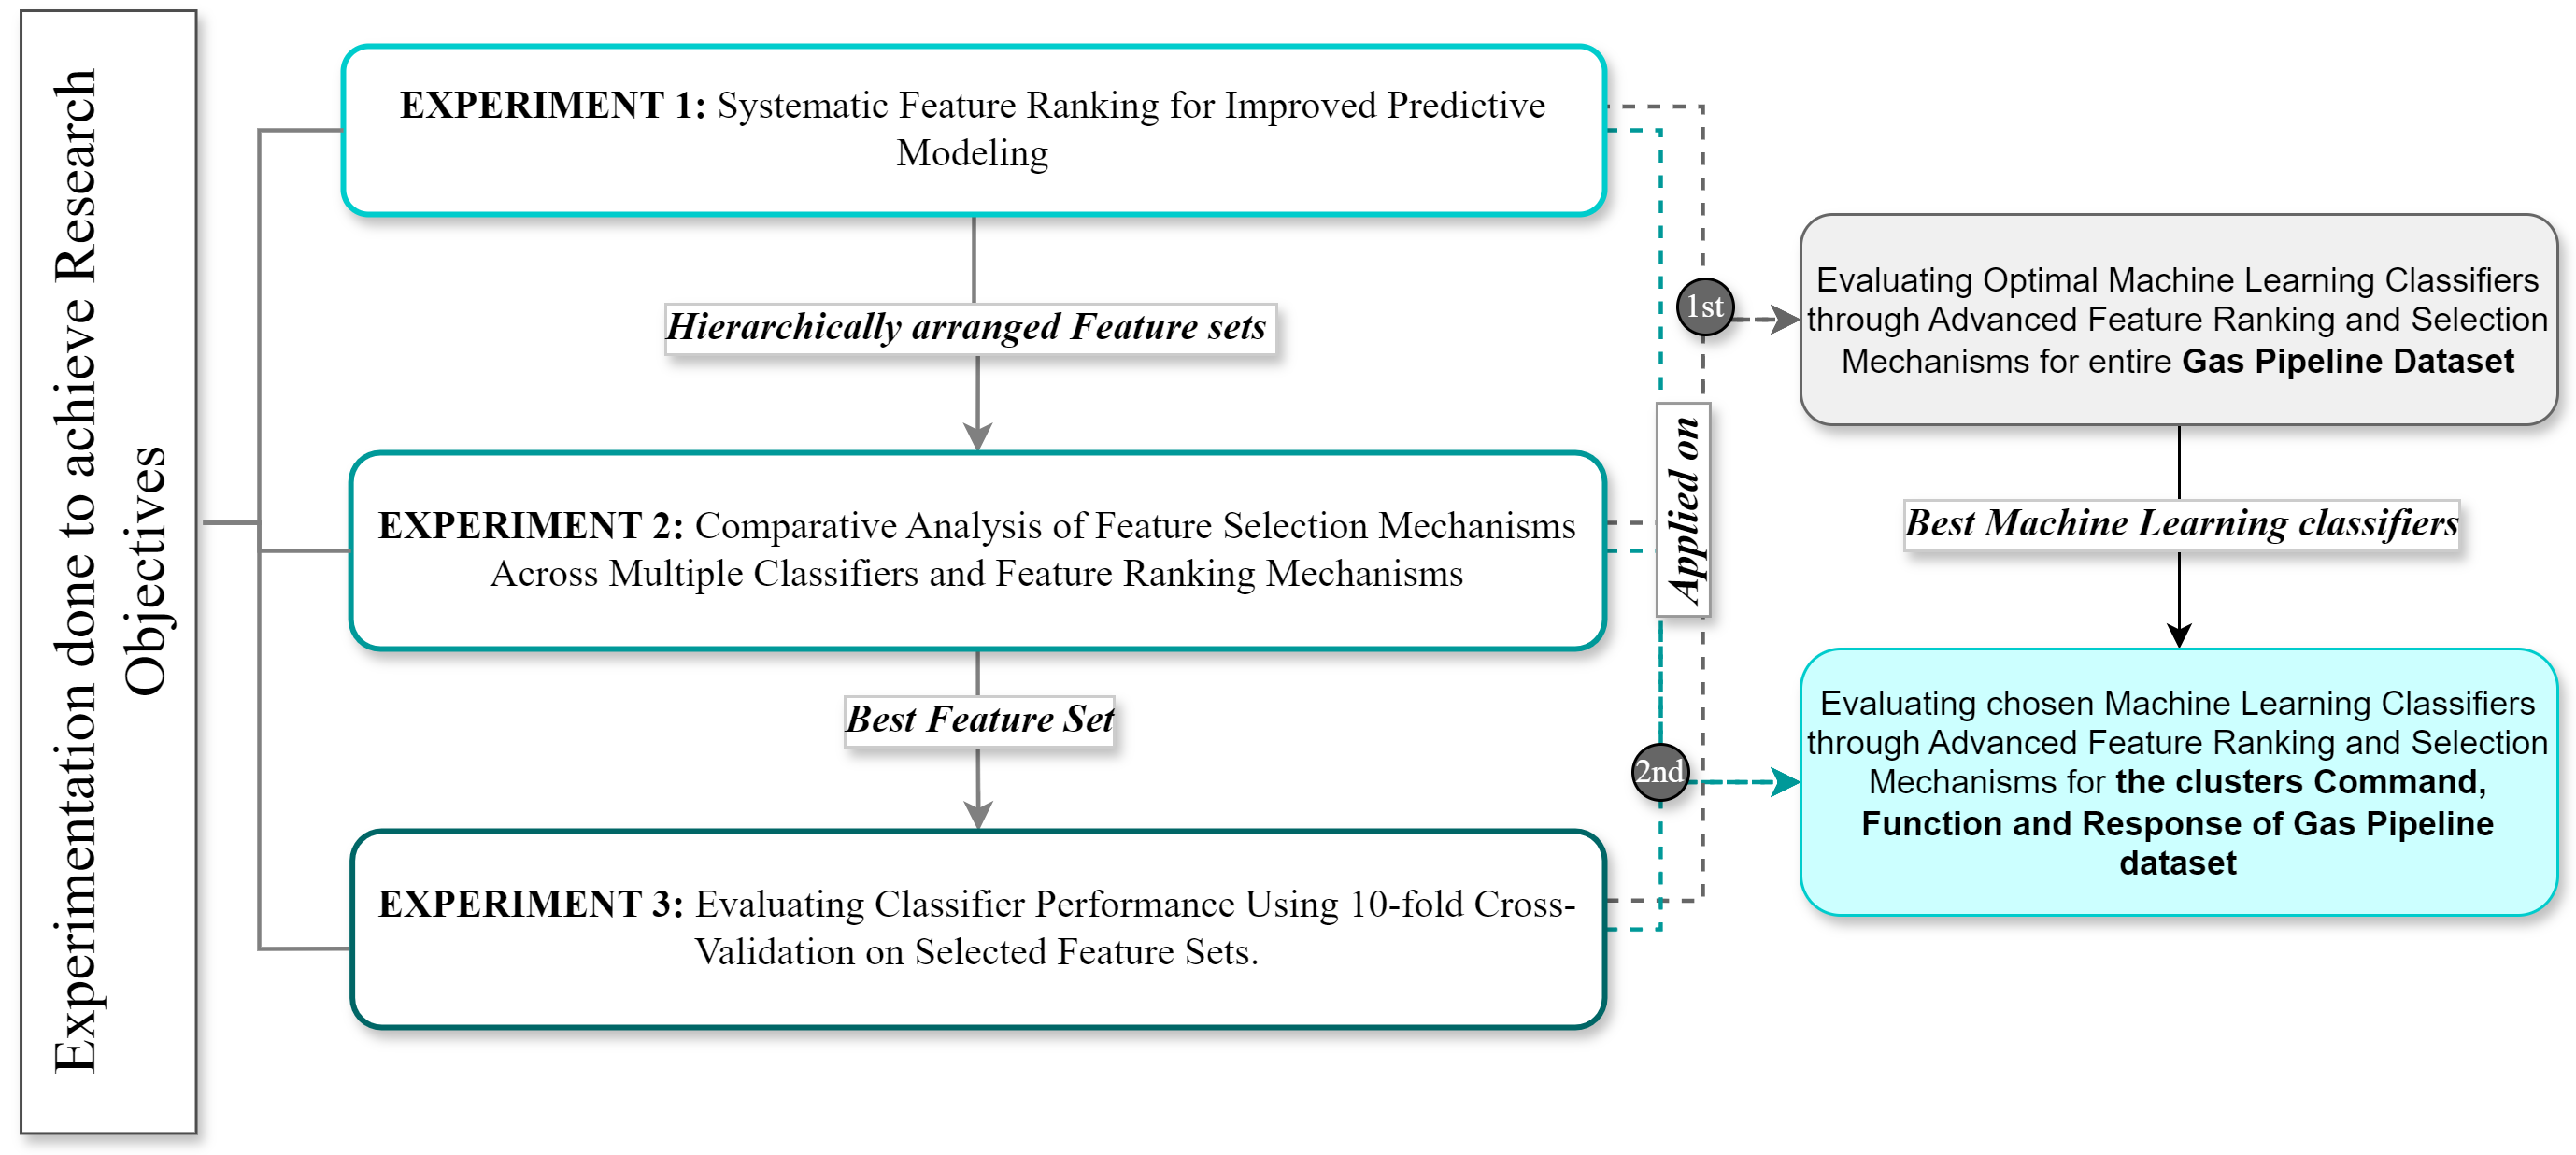 Experimentation done to achieve Research
Objectives
EXPERIMENT 1: Systematic Feature Ranking for Improved Predictive
Modeling
Hierarchically arranged Feature sets
EXPERIMENT 2: Comparative Analysis of Feature Selection Mechanisms
Across Multiple Classifiers and Feature Ranking Mechanisms
Best Feature Set
EXPERIMENT 3: Evaluating Classifier Performance Using 10-fold Cross-
Validation on Selected Feature Sets.
Applied on
1st
2nd
Evaluating Optimal Machine Learning Classifiers
through Advanced Feature Ranking and Selection
Mechanisms for entire Gas Pipeline Dataset
Best Machine Learning classifiers
Evaluating chosen Machine Learning Classifiers
through Advanced Feature Ranking and Selection
Mechanisms for the clusters Command,
Function and Response of Gas Pipeline
dataset